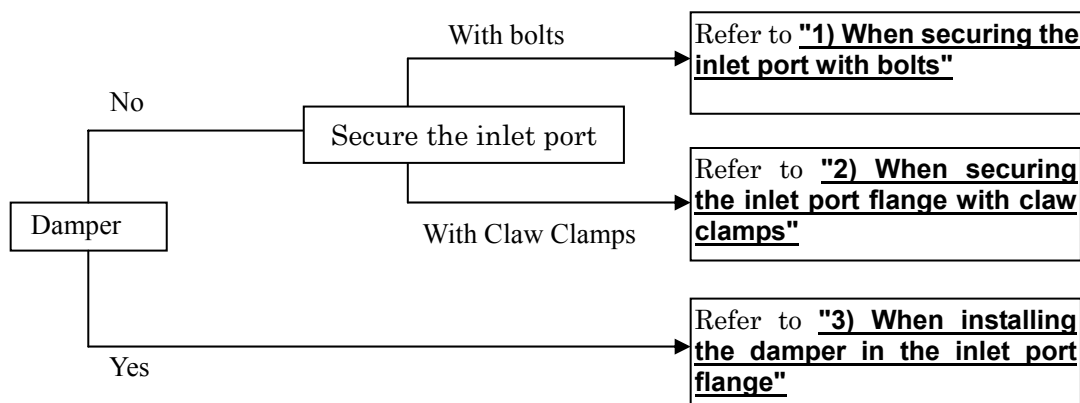 With bolts
Refer to "1) When securing the
inlet port with bolts"
No
Secure the inlet port
Refer to "2) When securing
the inlet port flange with claw
clamps"
Damper
With Claw Clamps
Refer to "3) When installing
the damper in the inlet port
flange"
Yes